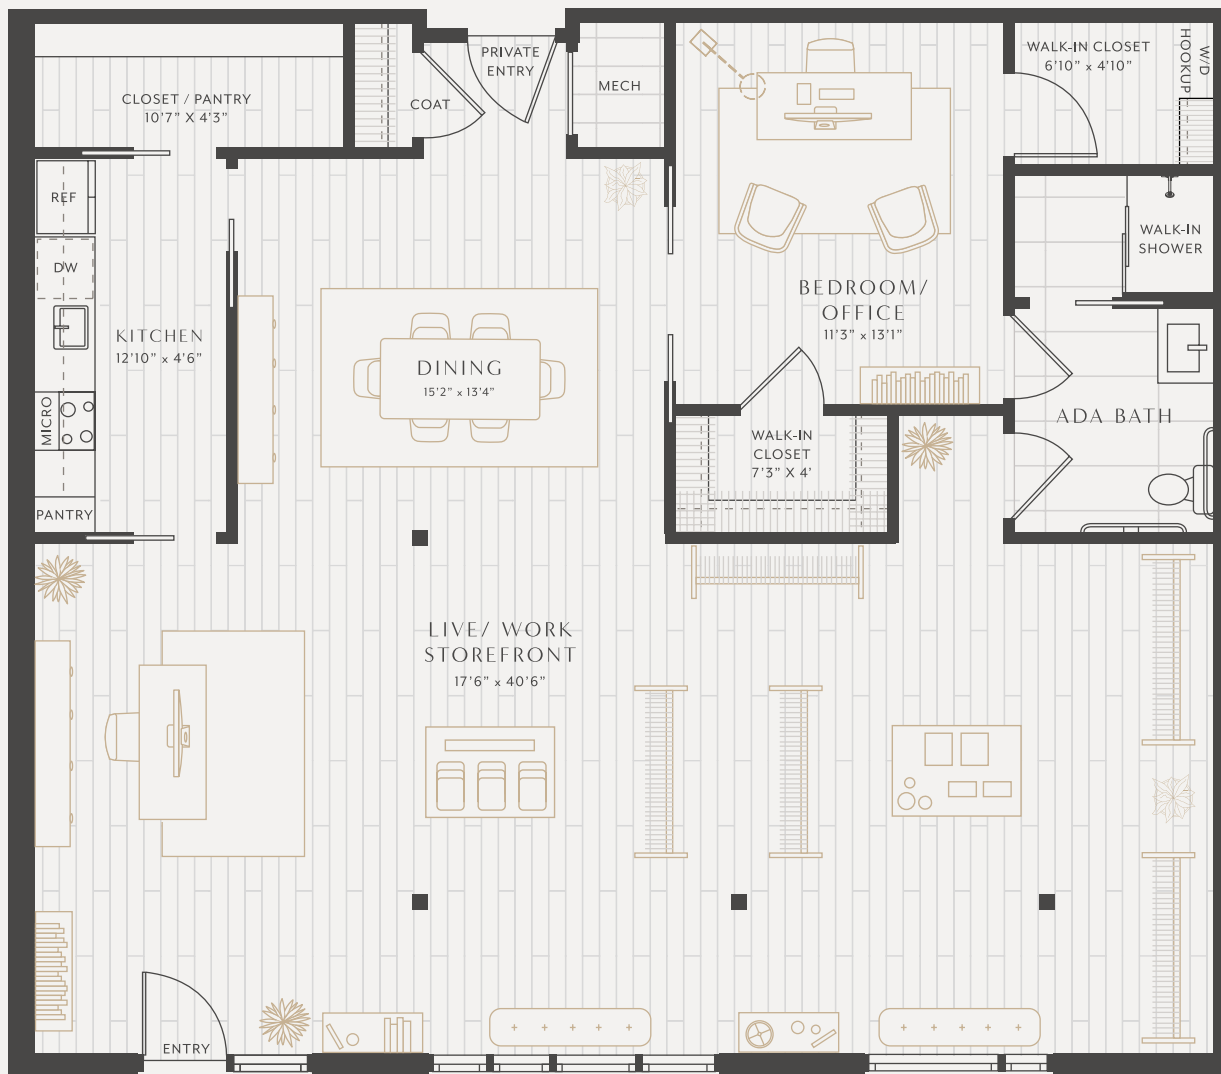 PRIVATE
ENTRY
WALK-IN CLOSET
6'10" x 4'10"
W/D
HOOKUP
CLOSET / PANTRY
10'7" X 4'3"
COAT
MECH
REF
DW
WALK-IN
SHOWER
BEDROOM/
OFFICE
11'3" x 13'1"
KITCHEN
12'10" x 4'6"
DINING
15'2" x 13'4"
MICRO
ADA BATH
WALK-IN
CLOSET
7'3" X 4'
PANTRY
LIVE/ WORK
STOREFRONT
17'6" x 40'6"
ENTRY